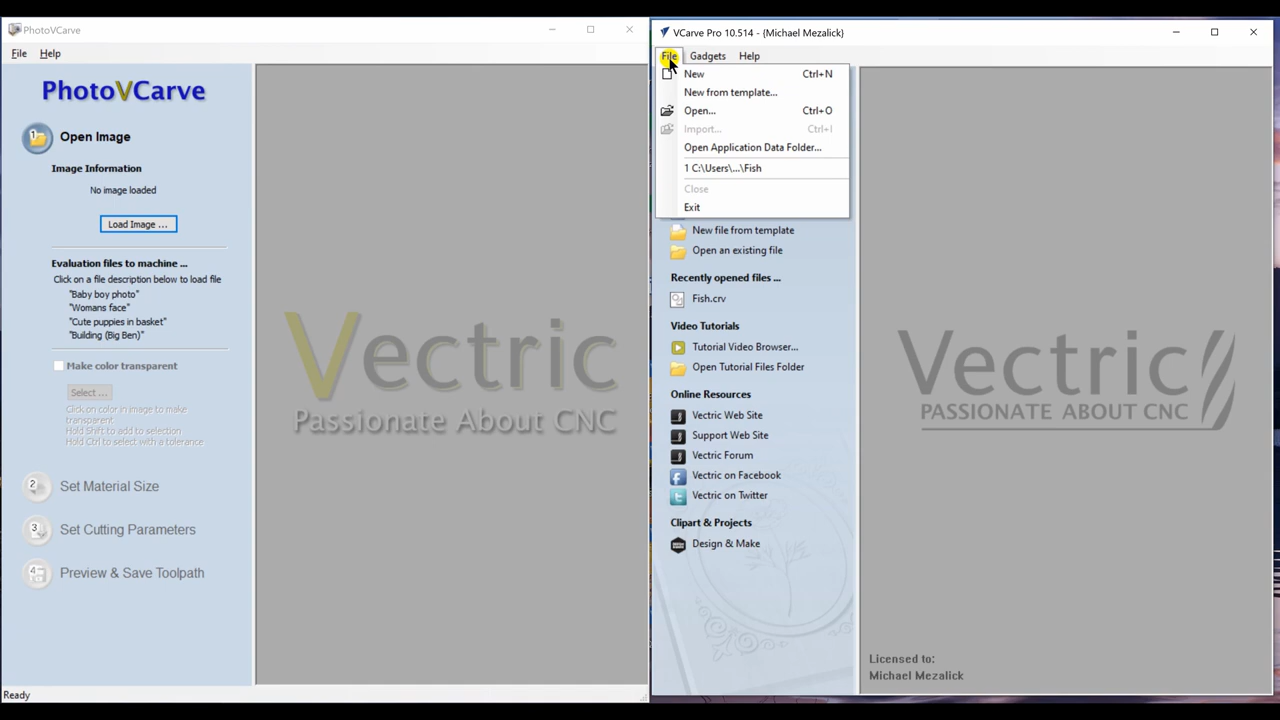 PhotoVCarve
File Help
PhotoVCarve
1 Open Image
Image Information
No image loaded
Load Image ...
Evaluation files to machine ...
Click on a file description below to load file
"Baby boy photo"
"Womans face"
"Cute puppies in basket"
"Building (Big Ben)"
Make color transparent
Select ...
Click on color in image to make
transparent
Hold Shift to add to selection
Hold Ctrl to select with a tolerance
2 Set Material Size
3 Set Cutting Parameters
4 Preview & Save Toolpath
Ready
Vectric
Passionate About CNC
VCarve Pro 10.514 - {Michael Mezalick}
File Gadgets Help
New Ctrl+N
New from template...
Open... Ctrl+O
Import... Ctrl+I
Open Application Data Folder...
1 C:\Users\...\Fish
Close
Exit
New file from template
Open an existing file
Recently opened files ...
Fish.crv
Video Tutorials
Tutorial Video Browser...
Open Tutorial Files Folder
Online Resources
Vectric Web Site
Support Web Site
Vectric Forum
Vectric on Facebook
Vectric on Twitter
Clipart & Projects
Design & Make
Vectric
PASSIONATE ABOUT CNC
Licensed to:
Michael Mezalick